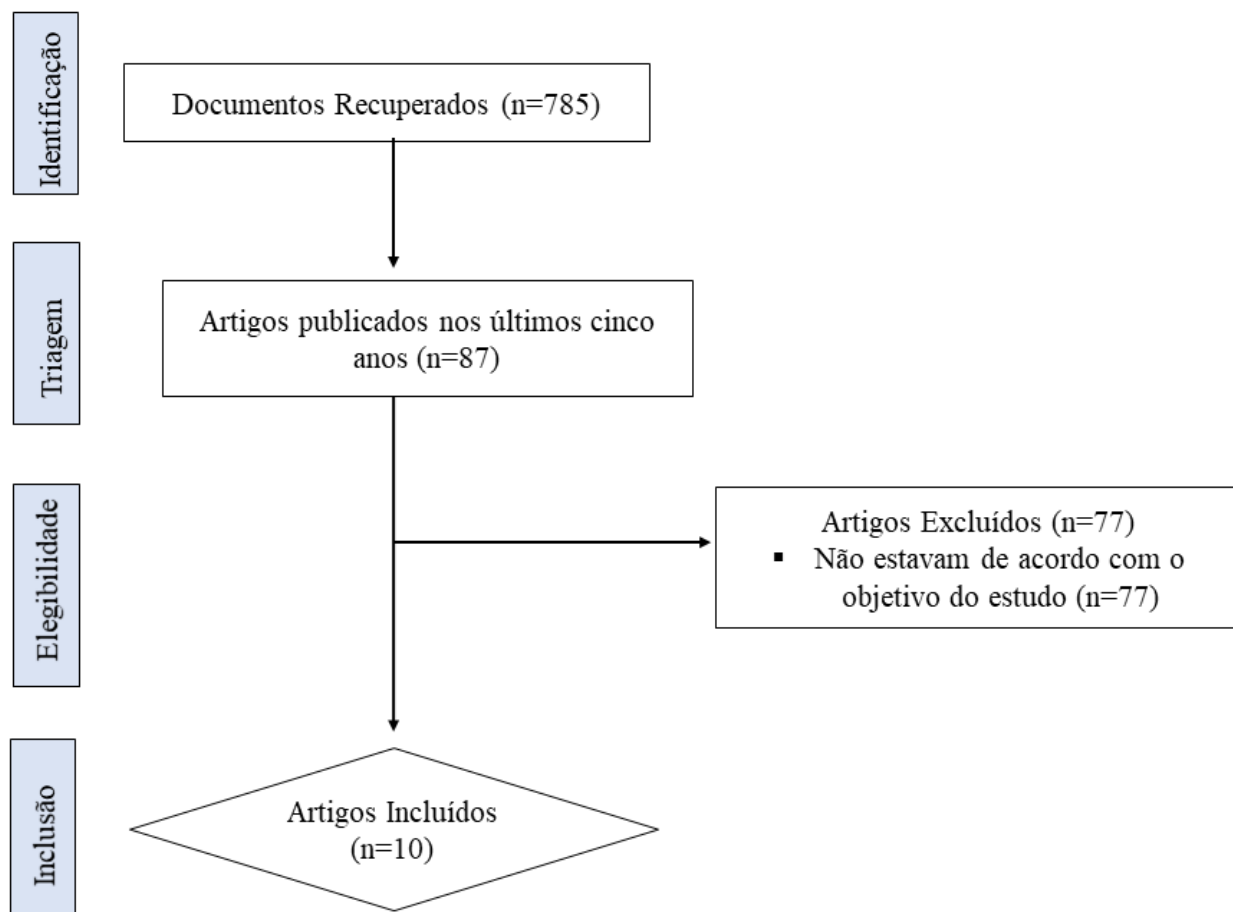 Identificação
Documentos Recuperados (n=785)
Triagem
Artigos publicados nos últimos cinco
anos (n=87)
Elegibilidade
Artigos Excluídos (n=77)
▪ Não estavam de acordo com o
objetivo do estudo (n=77)
Inclusão
Artigos Incluídos
(n=10)